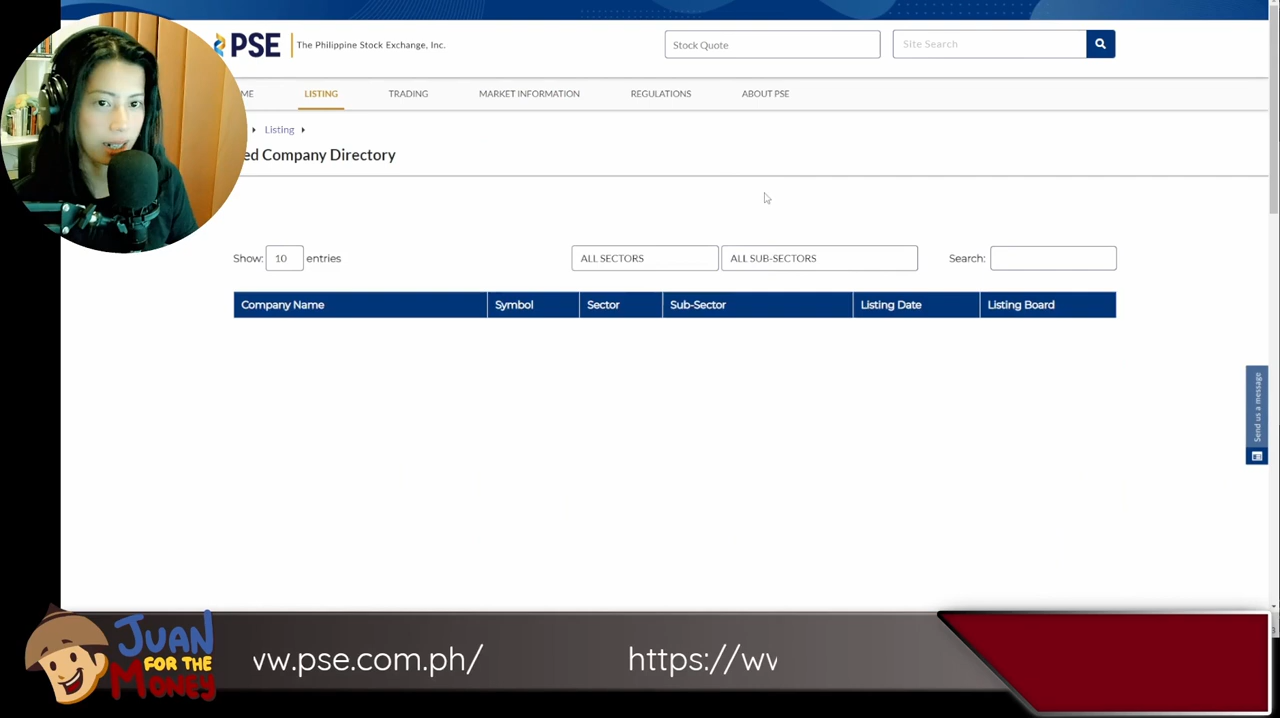 PSE The Philippine Stock Exchange, Inc.
Stock Quote
Site Search
ME LISTING TRADING MARKET INFORMATION REGULATIONS ABOUT PSE
Listing
ed Company Directory
Show: 10 entries
ALL SECTORS
ALL SUB-SECTORS
Search:
Company Name Symbol Sector Sub-Sector Listing Date Listing Board
Send us a message
JUAN
FOR THE
MONEY
ww.pse.com.ph/ https://ww